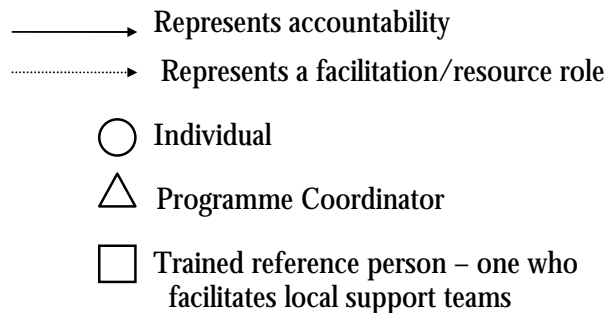 Represents accountability
Represents a facilitation/resource role
Individual
Programme Coordinator
Trained reference person – one who
facilitates local support teams